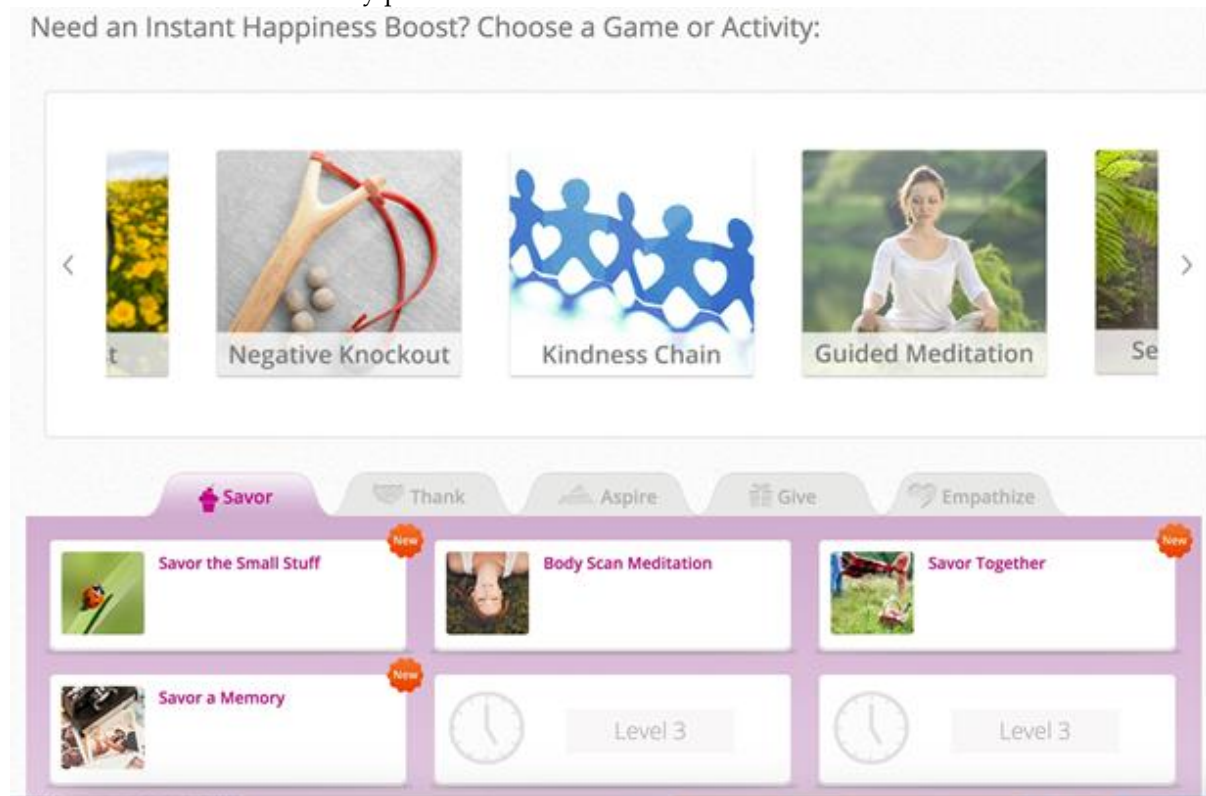 Need an Instant Happiness Boost? Choose a Game or Activity:
t
Negative Knockout
Kindness Chain
Guided Meditation
Se
Savor
Thank
Aspire
Give
Empathize
New
New
Savor the Small Stuff
Body Scan Meditation
Savor Together
New
Savor a Memory
Level 3
Level 3